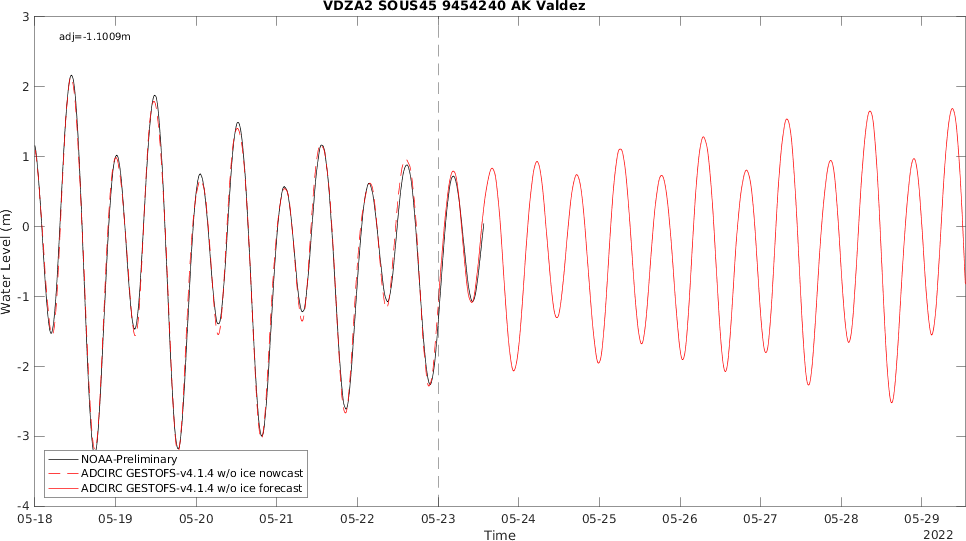 VDZA2 SOUS45 9454240 AK Valdez
adj=-1.1009m
3
2
1
0
-1
-2
-3
-4
Water Level (m)
NOAA-Preliminary
ADCIRC GESTOFS-v4.1.4 w/o ice nowcast
ADCIRC GESTOFS-v4.1.4 w/o ice forecast
05-18 05-19 05-20 05-21 05-22 05-23 05-24 05-25 05-26 05-27 05-28 05-29
Time
2022